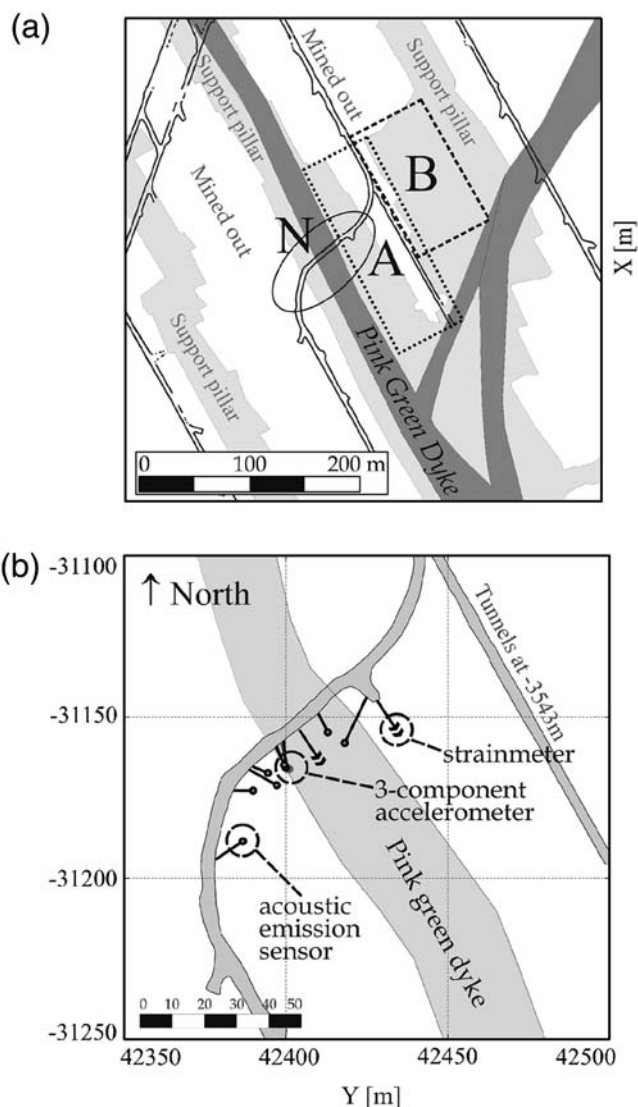 (a)
Support pillar
Mined out
Support pillar
B
Mined out
N
A
Support pillar
Pink Green Dyke
X [m]
0 100 200 m
(b)
-31100
↑ North
Tunnels at -3543m
-31150
strainmeter
3-component
accelerometer
-31200
acoustic
emission
sensor
Pink green dyke
0 10 20 30 40 50
-31250
42350 42400 42450 42500
Y [m]